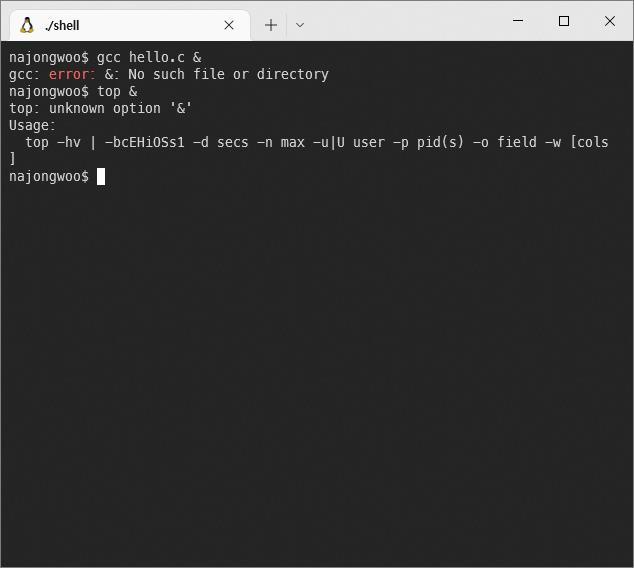 ./shell
najongwoo$ gcc hello.c &
gcc: error: &: No such file or directory
najongwoo$ top &
top: unknown option '&'
Usage:
  top -hv | -bcEHiOSs1 -d secs -n max -u|U user -p pid(s) -o field -w [cols
]
najongwoo$